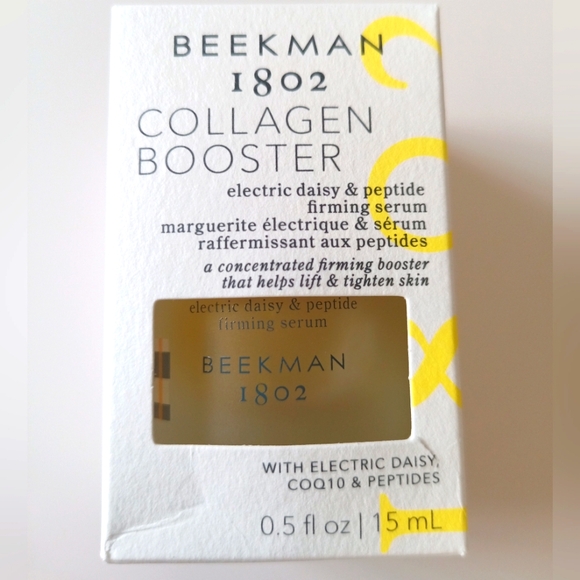 BEEKMAN
1802
COLLAGEN
BOOSTER
electric daisy & peptide
firming serum
marguerite électrique & sérum
raffermissant aux peptides
a concentrated firming booster
that helps lift & tighten skin
electric daisy & peptide
firming serum
BEEKMAN
1802
WITH ELECTRIC DAISY,
COQ10 & PEPTIDES
0.5 fl oz | 15 mL